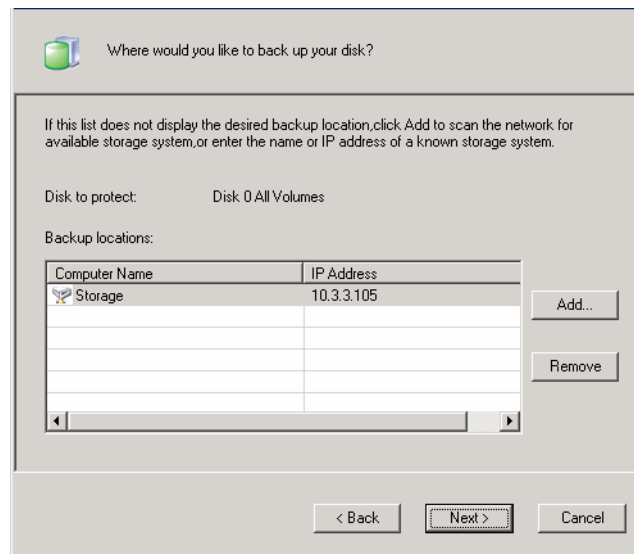 Where would you like to back up your disk?
If this list does not display the desired backup location,click Add to scan the network for
available storage system,or enter the name or IP address of a known storage system.
Disk to protect: Disk 0 All Volumes
Backup locations:
Computer Name IP Address
Storage 10.3.3.105
Add...
Remove
< Back Next > Cancel